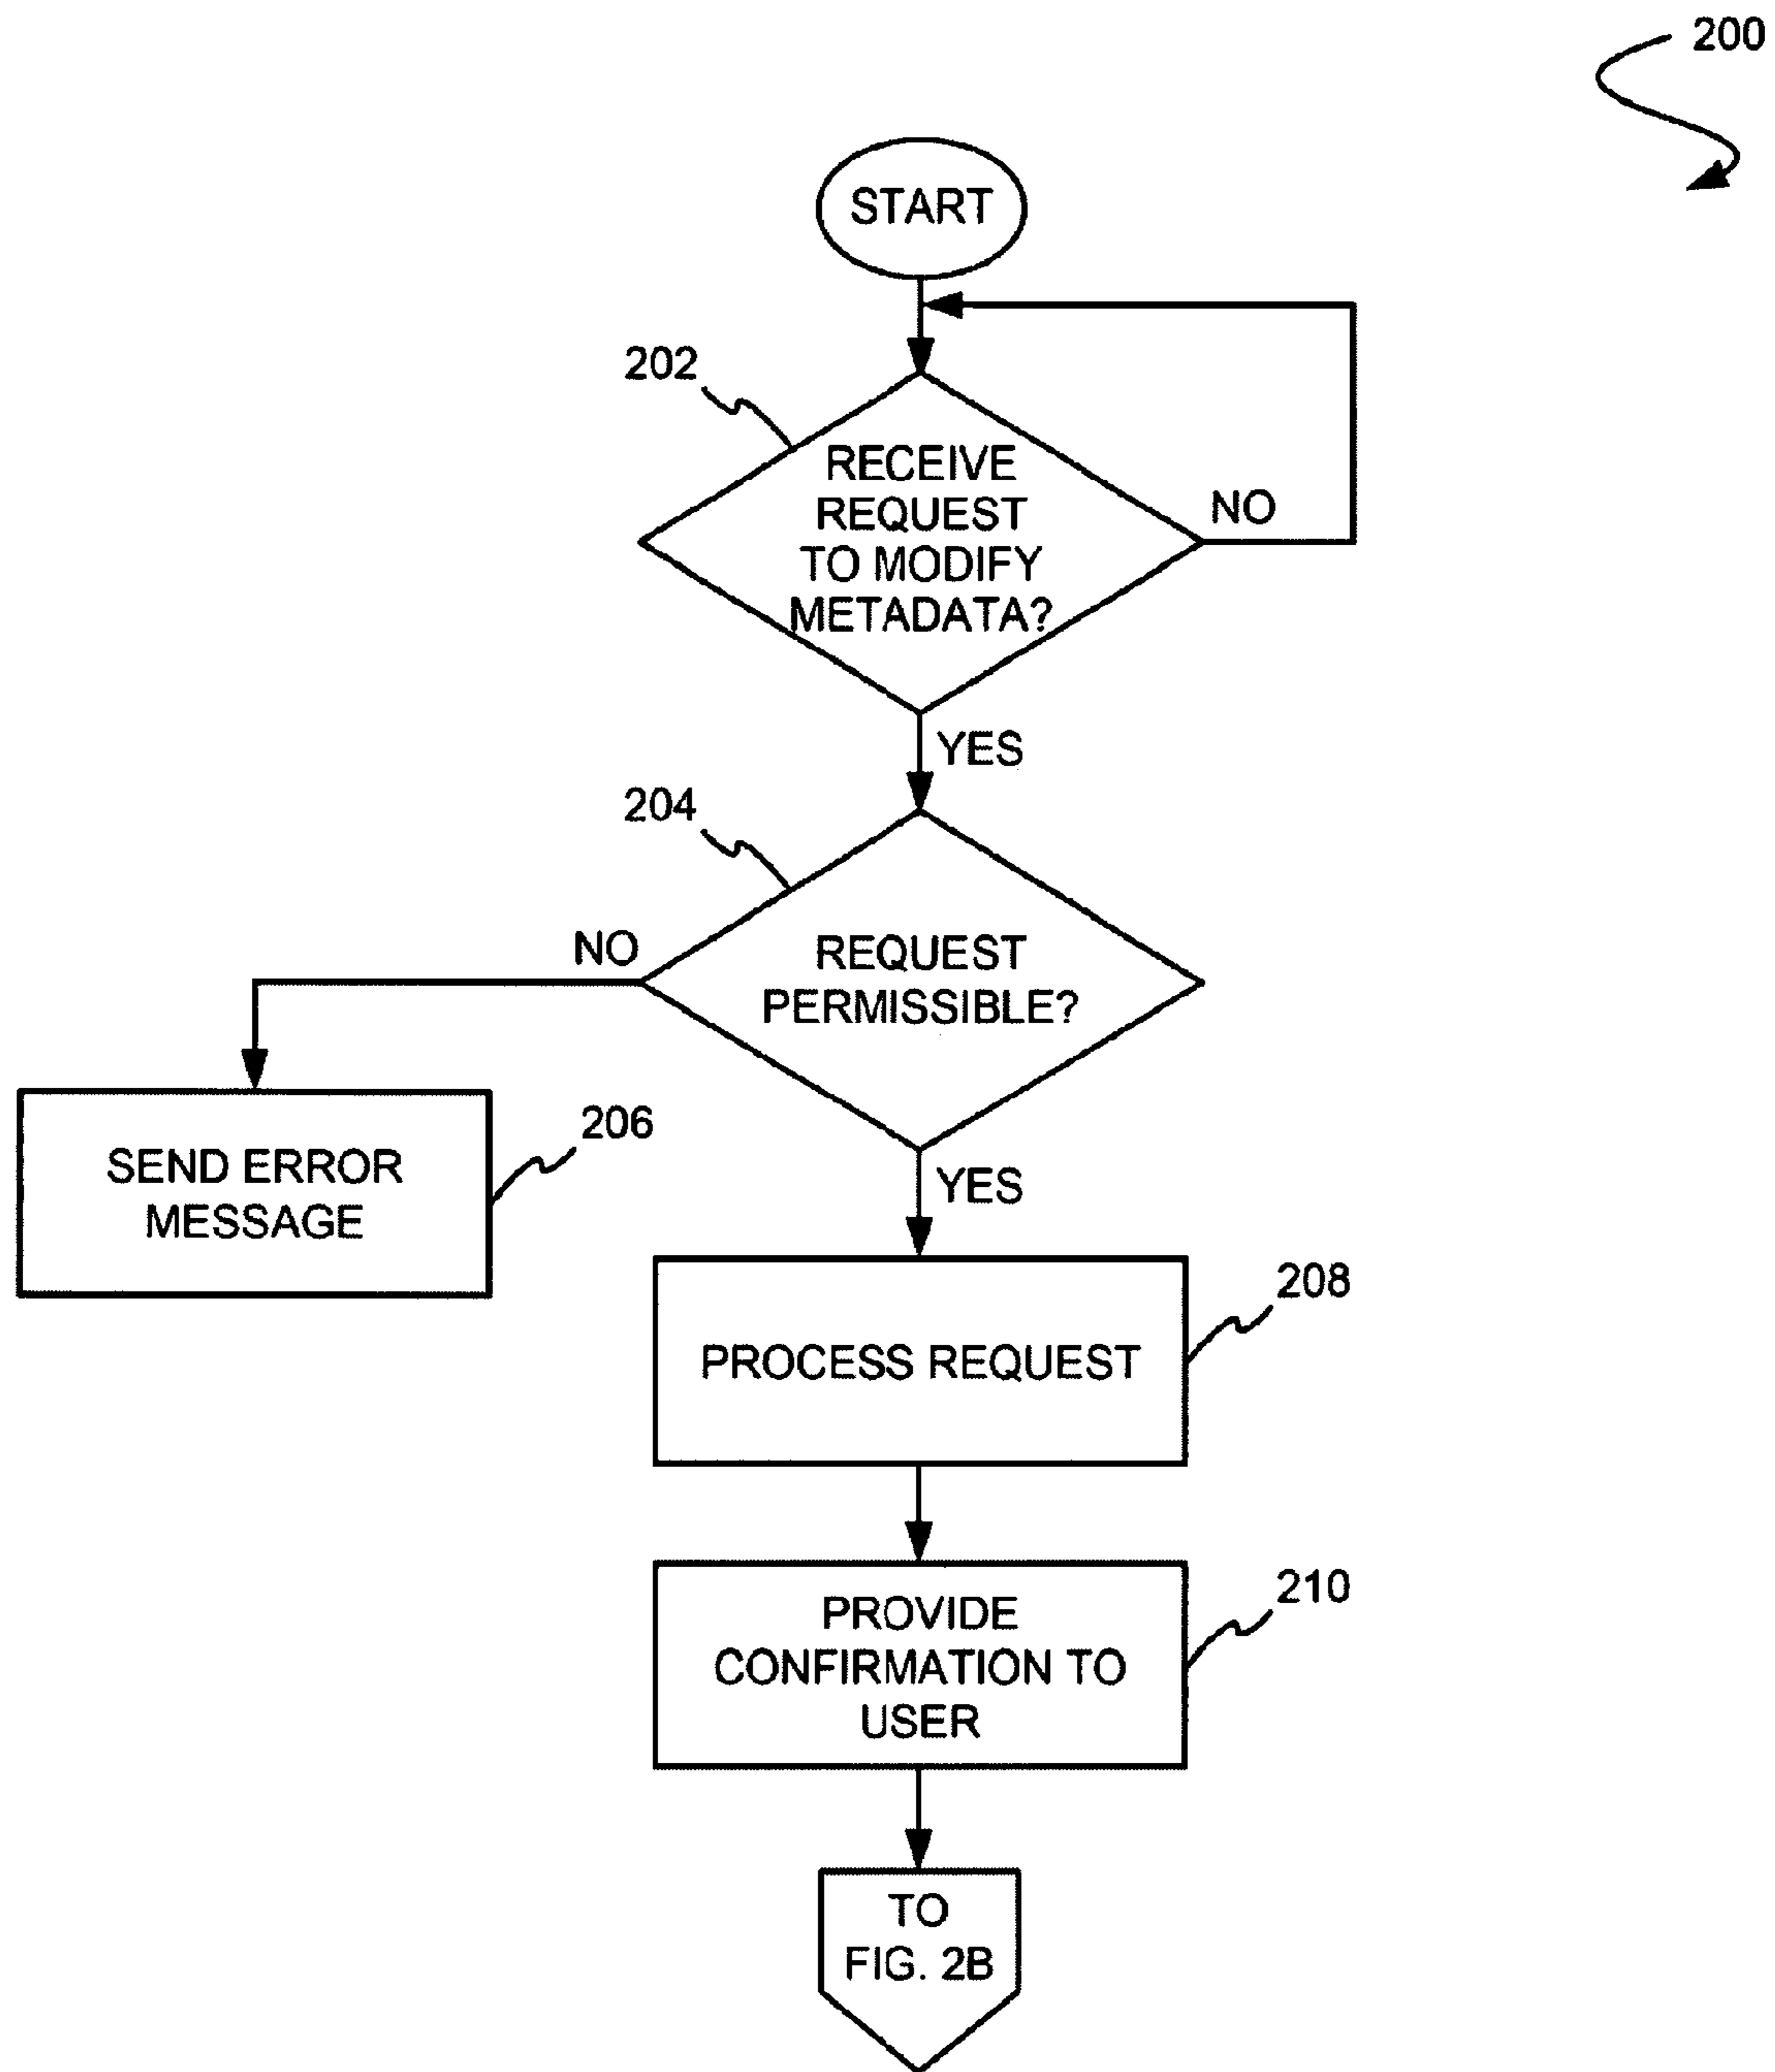 200
START
202
RECEIVE
REQUEST
TO MODIFY
METADATA?
NO
YES
204
NO
REQUEST
PERMISSIBLE?
206
SEND ERROR
MESSAGE
YES
208
PROCESS REQUEST
210
PROVIDE
CONFIRMATION TO
USER
TO
FIG. 2B